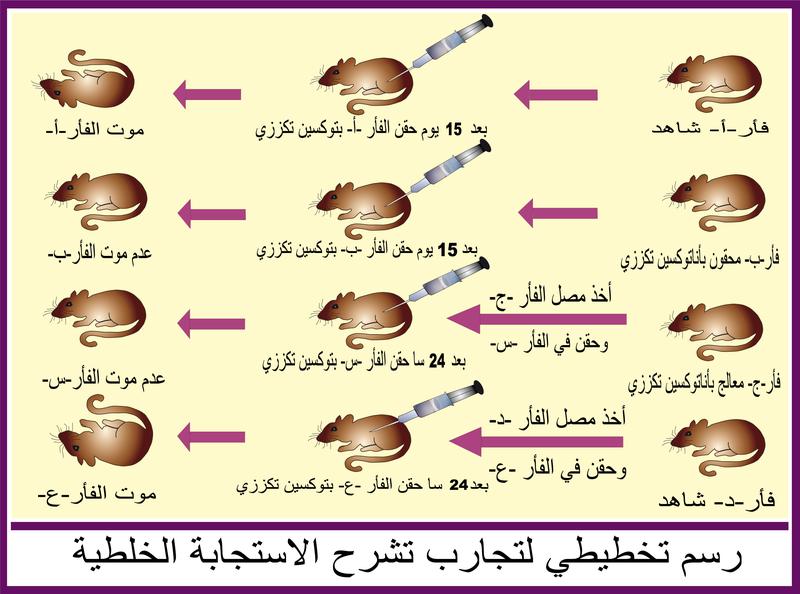 فأر-أ- شاهد
بعد 15 يوم حقن الفأر -أ- بتوكسين تكززي
موت الفأر-أ-
فأر-ب- محقون بأناتوكسين تكززي
بعد 15 يوم حقن الفأر -ب- بتوكسين تكززي
عدم موت الفأر-ب-
فأر-ج- معالج بأناتوكسين تكززي
أخذ مصل الفأر -ج-
وحقن في الفأر -س-
بعد 24 سا حقن الفأر -س- بتوكسين تكززي
عدم موت الفأر-س-
فأر-د- شاهد
أخذ مصل الفأر -د-
وحقن في الفأر -ع-
بعد24 سا حقن الفأر -ع- بتوكسين تكززي
موت الفأر-ع-
رسم تخطيطي لتجارب تشرح الاستجابة الخلطية